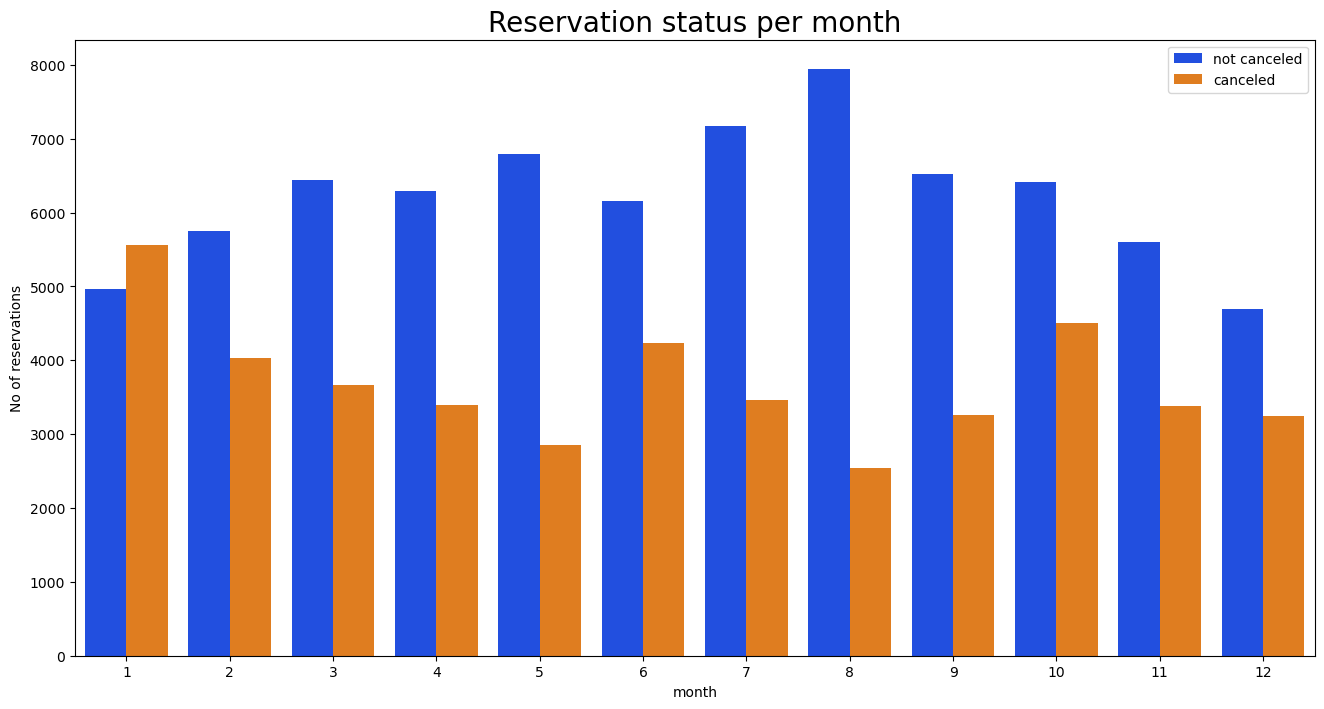 Reservation status per month
not canceled
canceled
No of reservations
8000
7000
6000
5000
4000
3000
2000
1000
0
1 2 3 4 5 6 7 8 9 10 11 12
month